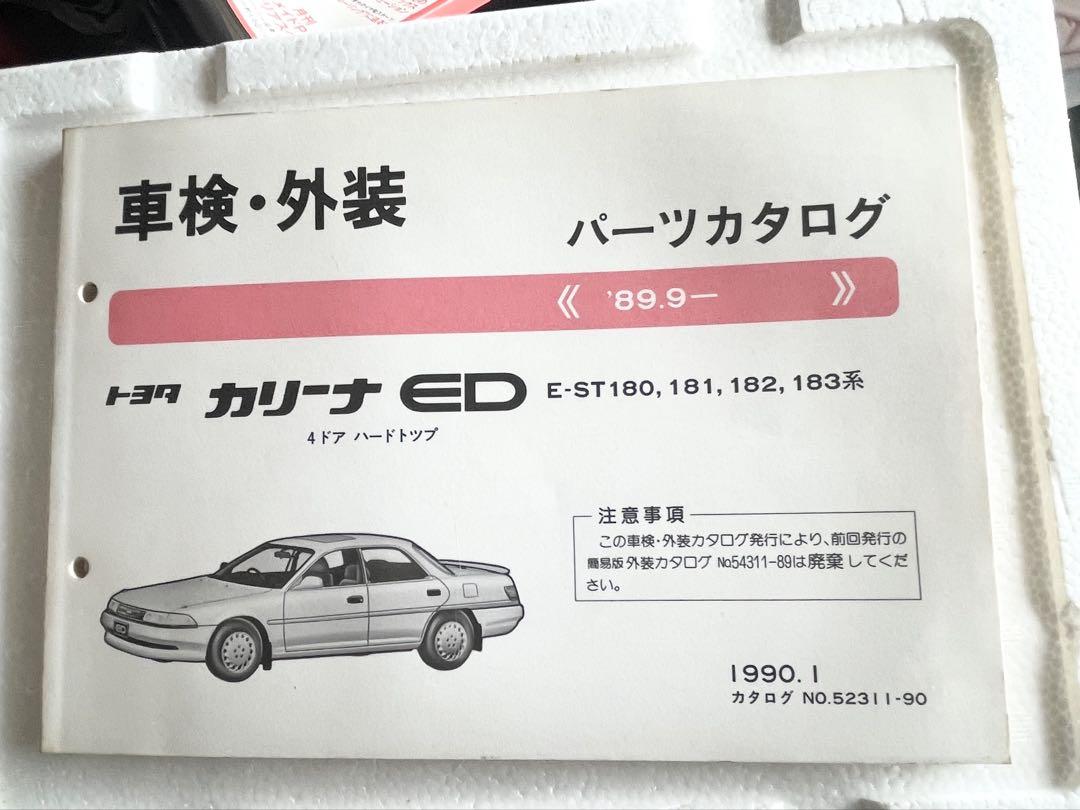 車検・外装
パーツカタログ
《 '89.9— 》
トヨタ カリーナ ED E-ST180, 181, 182, 183系
4ドア ハードトップ
注意事項
この車検・外装カタログ発行により、前回発行の
簡易版外装カタログ No.54311-89は廃棄してくだ
さい。
1990.1
カタログ NO.52311-90